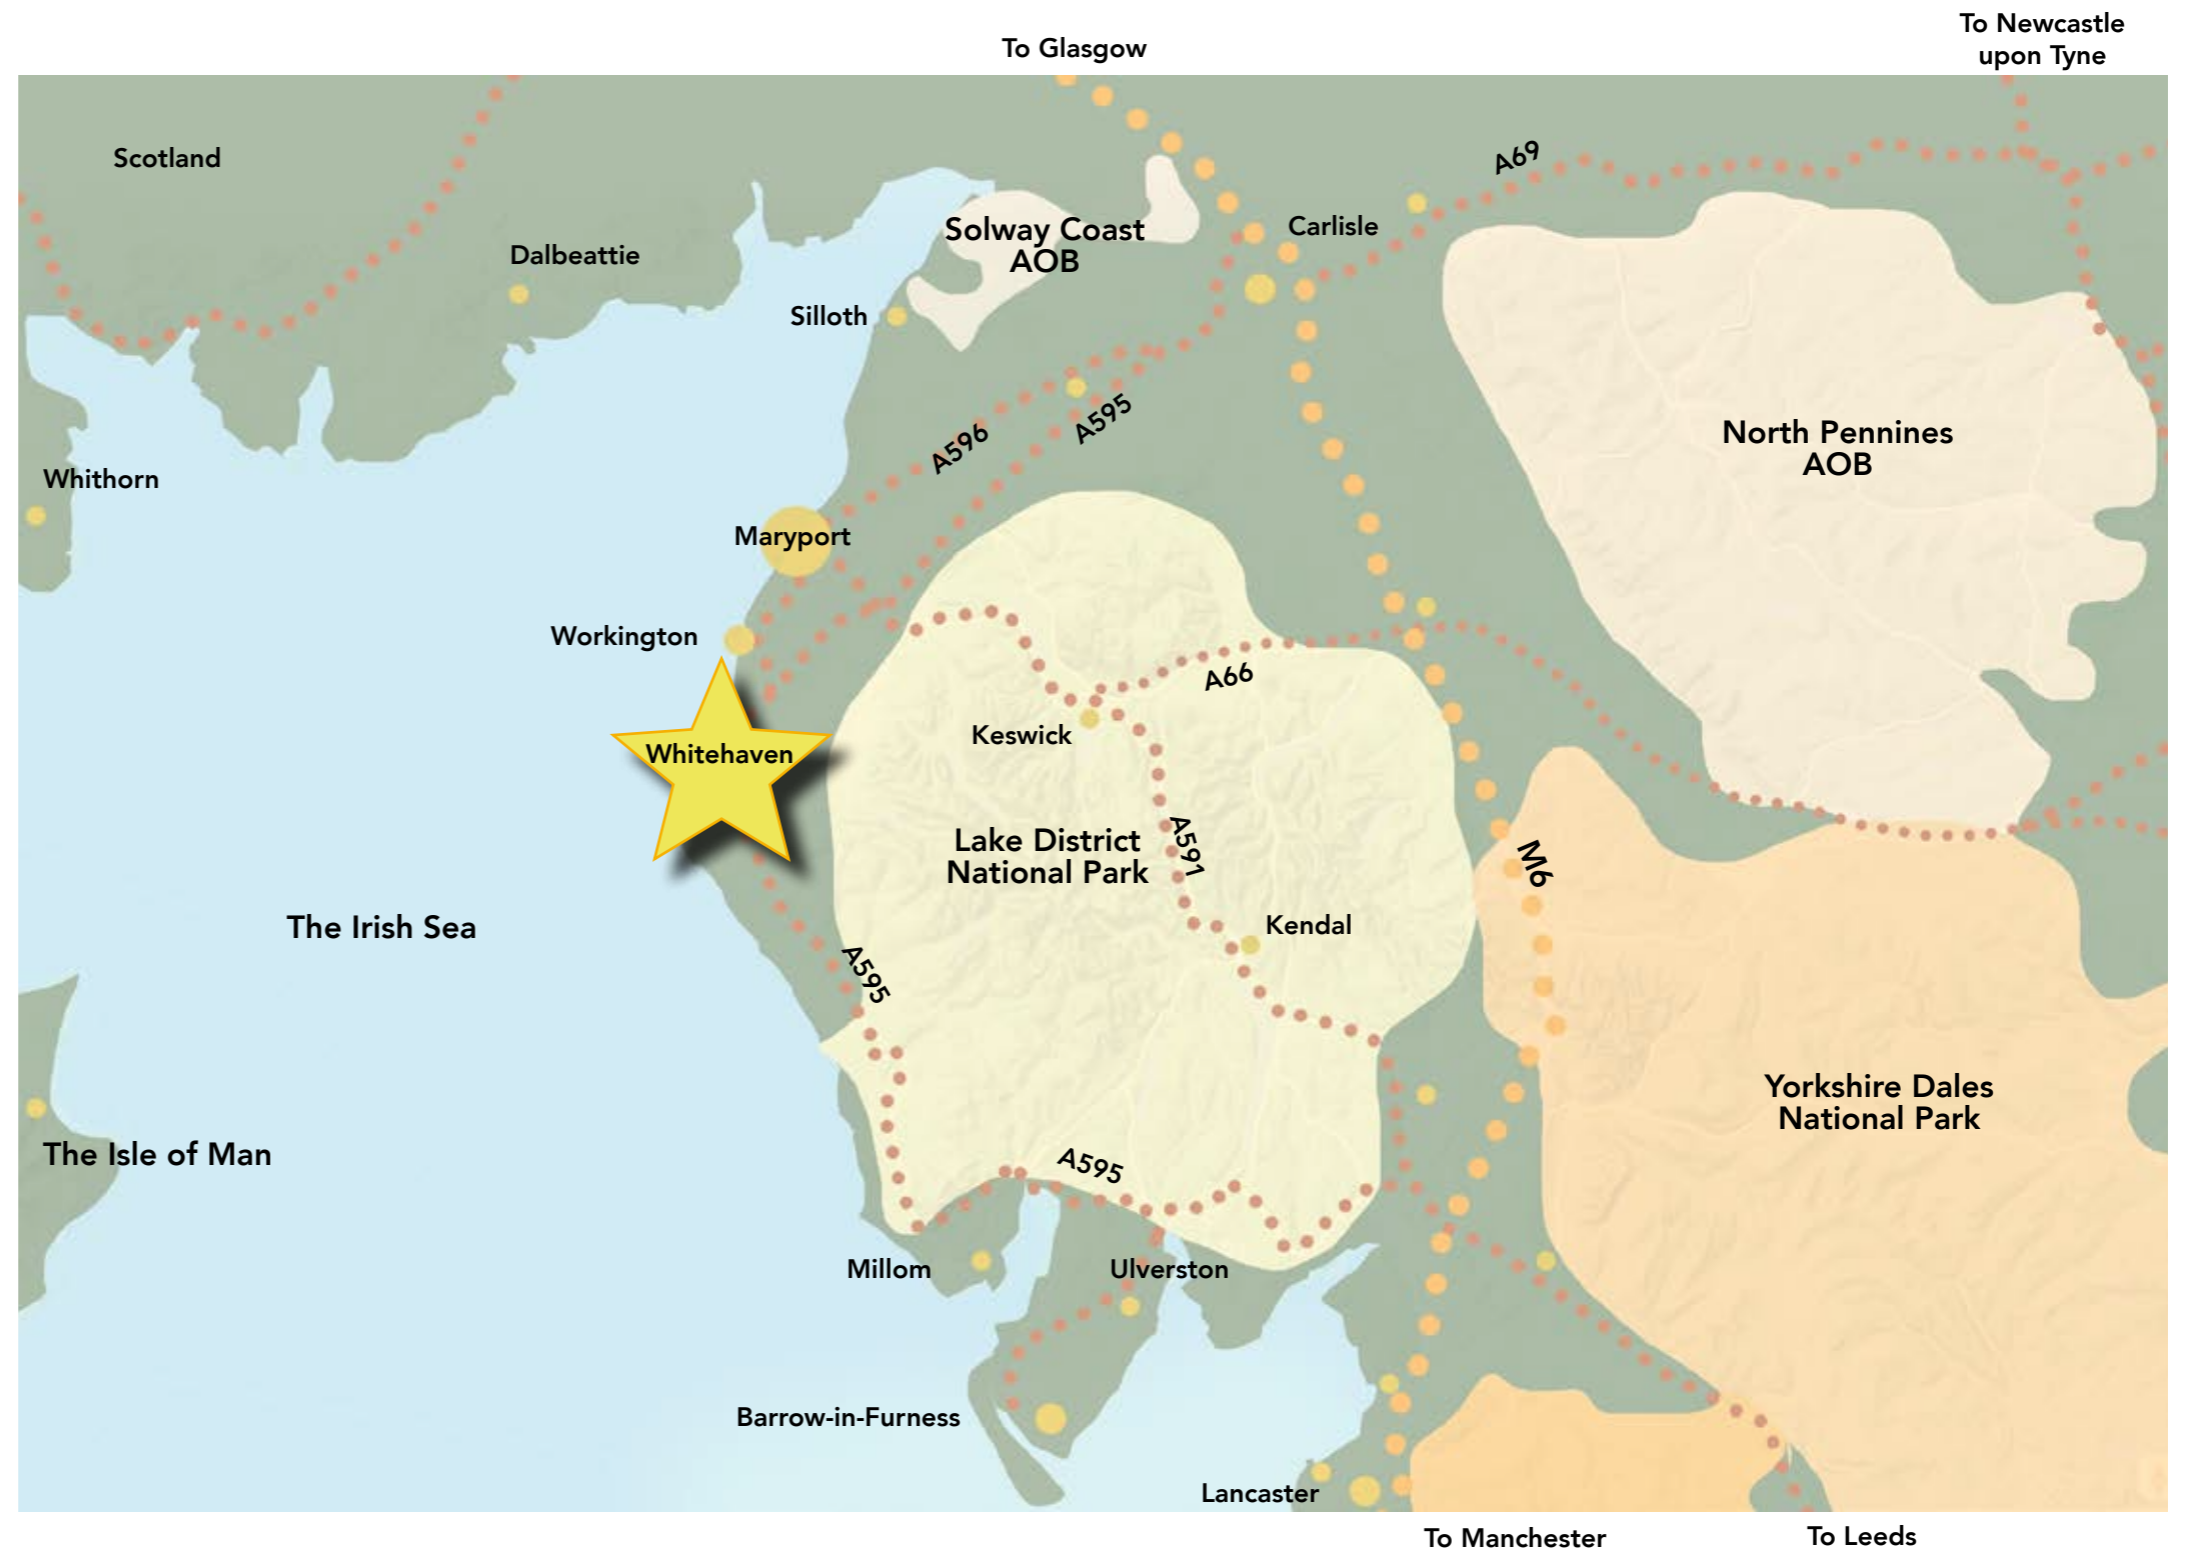 To Glasgow
To Newcastle
upon Tyne
Scotland
A69
Solway Coast
AOB
Carlisle
Dalbeattie
Silloth
A595
A596
North Pennines
AOB
Whithorn
Maryport
Workington
A66
Keswick
Whitehaven
A591
Lake District
National Park
M6
The Irish Sea
Kendal
A595
Yorkshire Dales
National Park
The Isle of Man
A595
Millom
Ulverston
Barrow-in-Furness
Lancaster
To Manchester
To Leeds